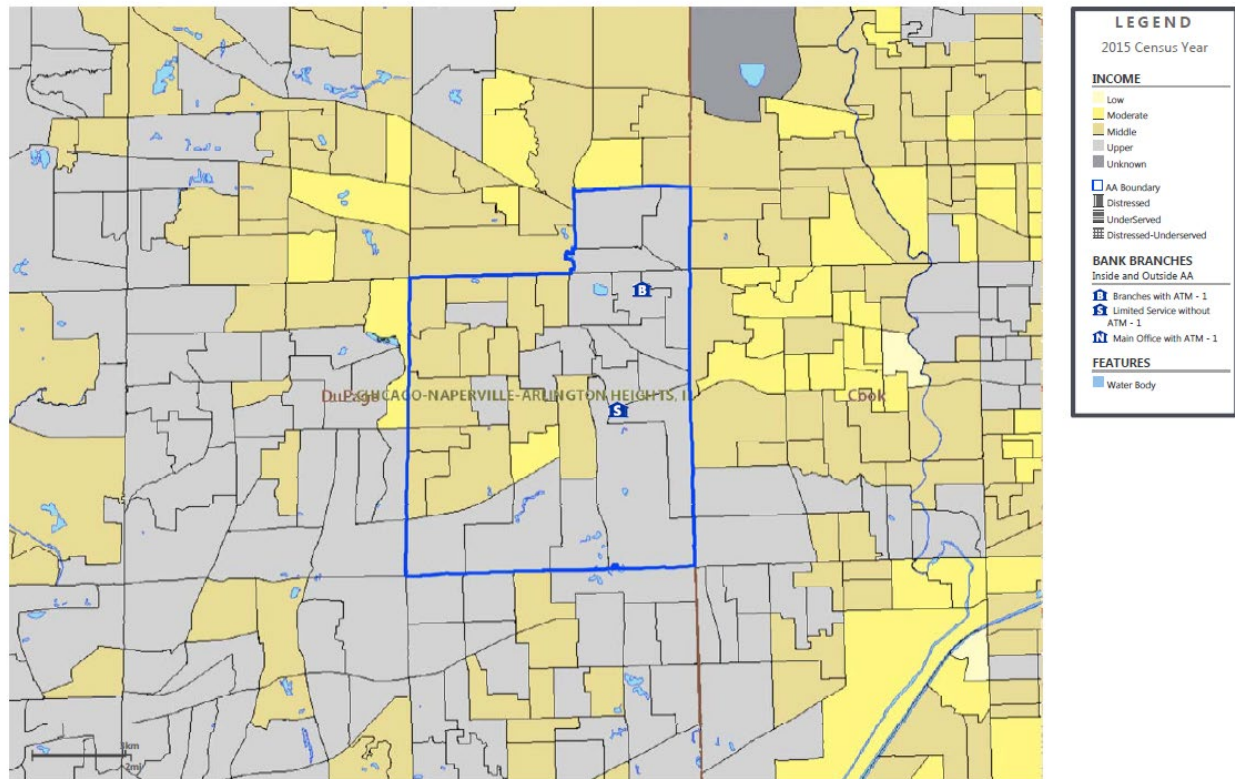 DuPage
CHICAGO-NAPERVILLE-ARLINGTON HEIGHTS, I
Cook
B
S
3km
2mi
LEGEND
2015 Census Year
INCOME
Low
Moderate
Middle
Upper
Unknown
AA Boundary
Distressed
UnderServed
Distressed-Underserved
BANK BRANCHES
Inside and Outside AA
B Branches with ATM - 1
S Limited Service without
ATM - 1
N Main Office with ATM - 1
FEATURES
Water Body